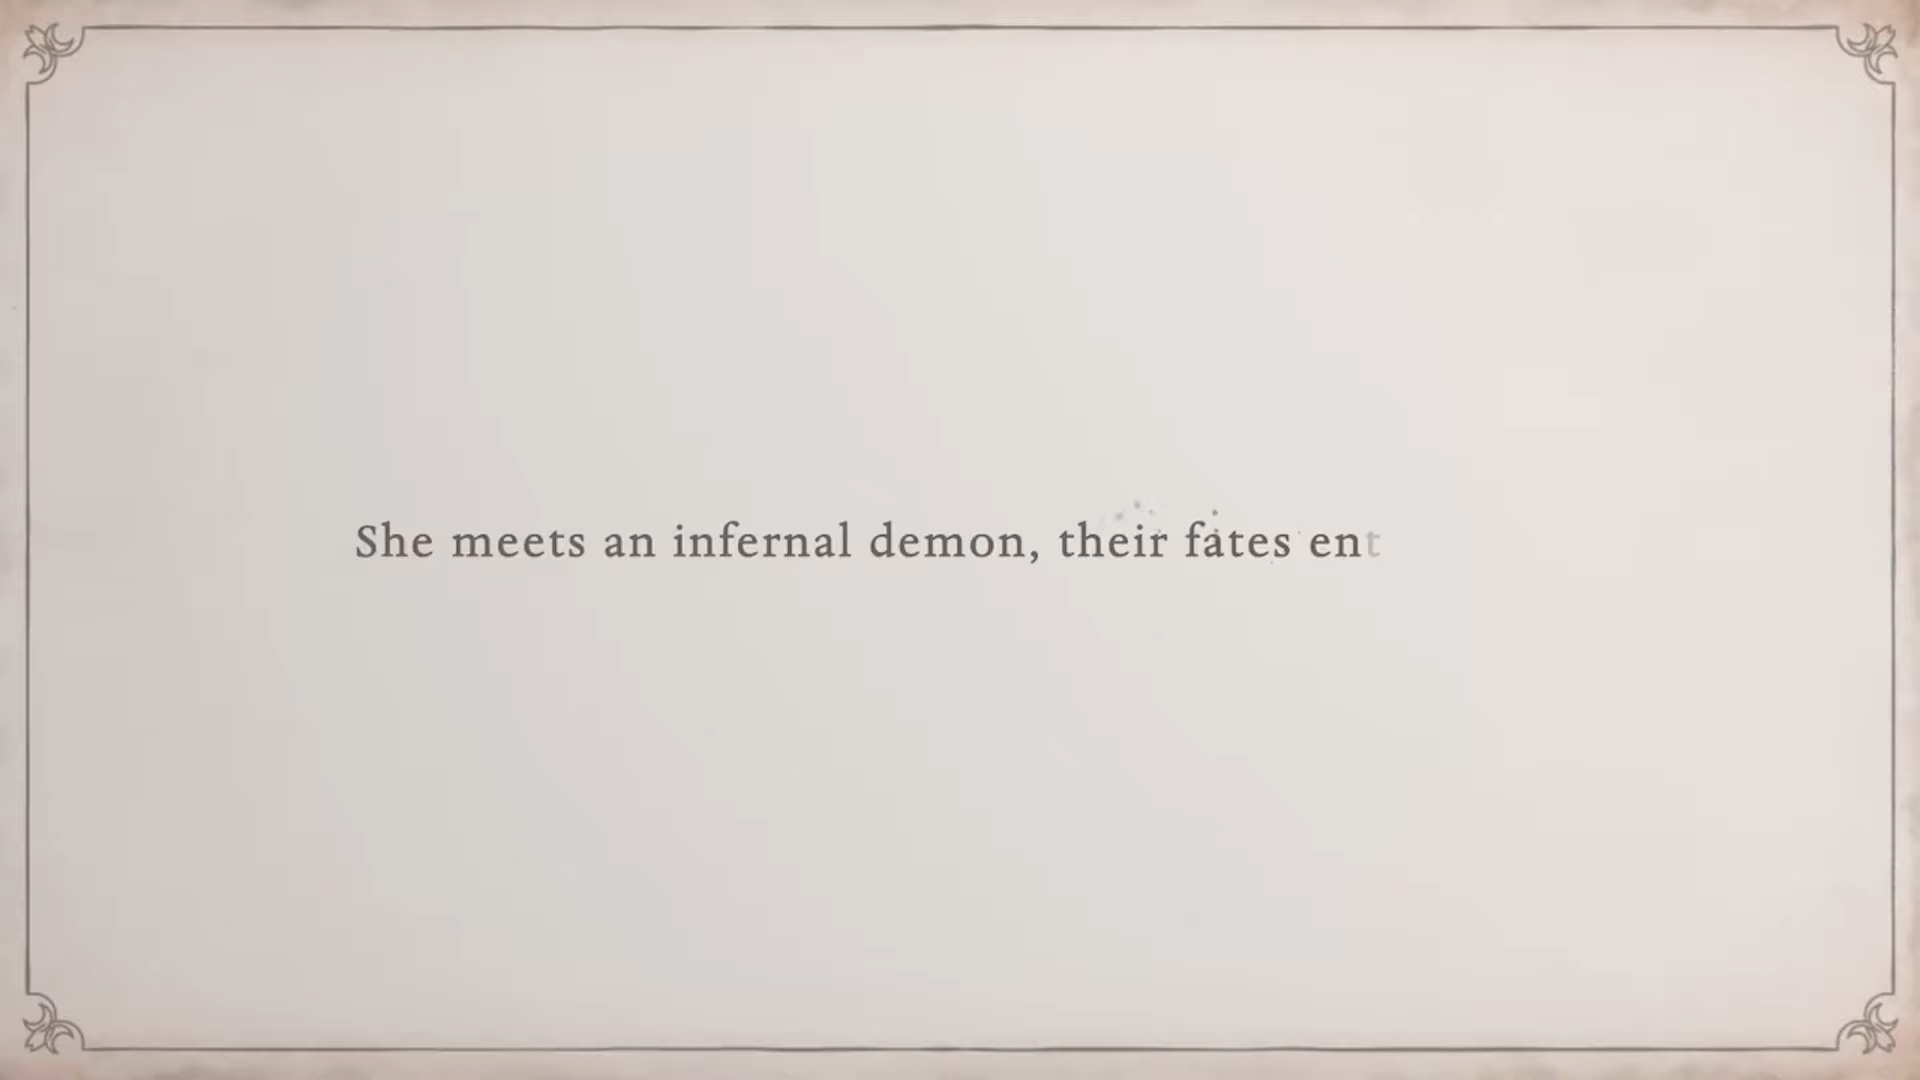 She meets an infernal demon, their fates ent